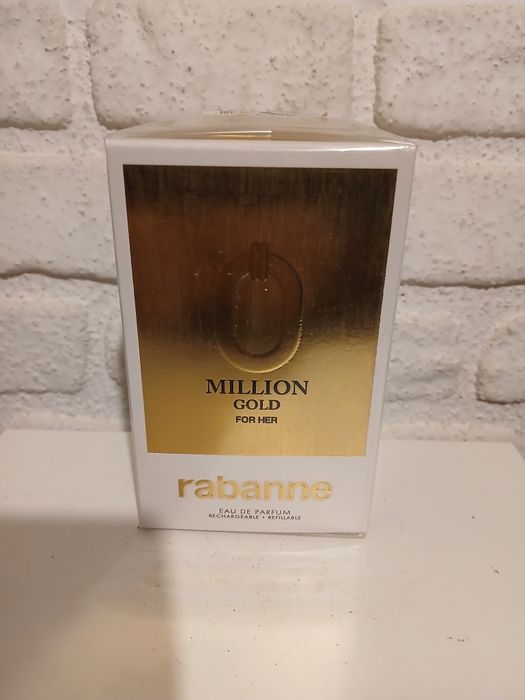 MILLION
GOLD
FOR HER
rabanne
EAU DE PARFUM
RECHARGEABLE • REFILLABLE